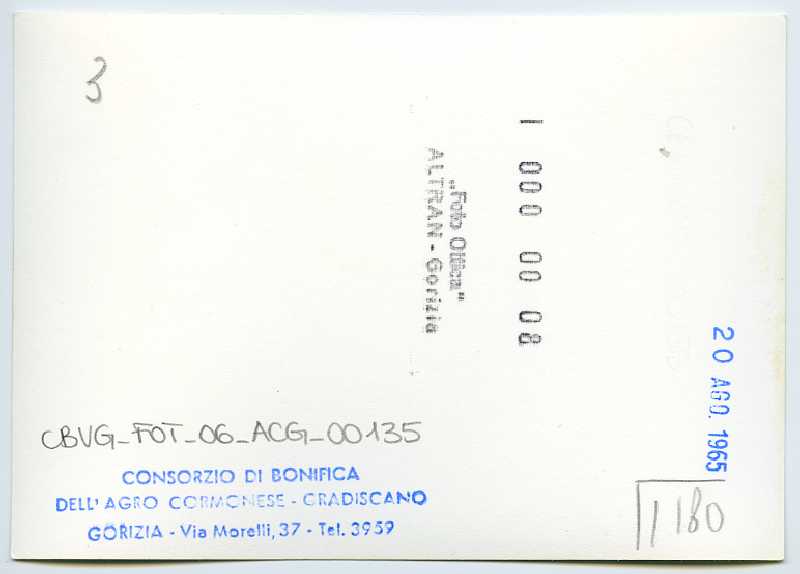 3
1 000 00 08
"Foto Ottica"
ALTRAN - Gorizia
20 AGO. 1965
CBVG_FOT_06_ACG_00135
CONSORZIO DI BONIFICA
DELL'AGRO CORMONESE - GRADISCANO
GORIZIA - Via Morelli, 37 - Tel. 3959
1180